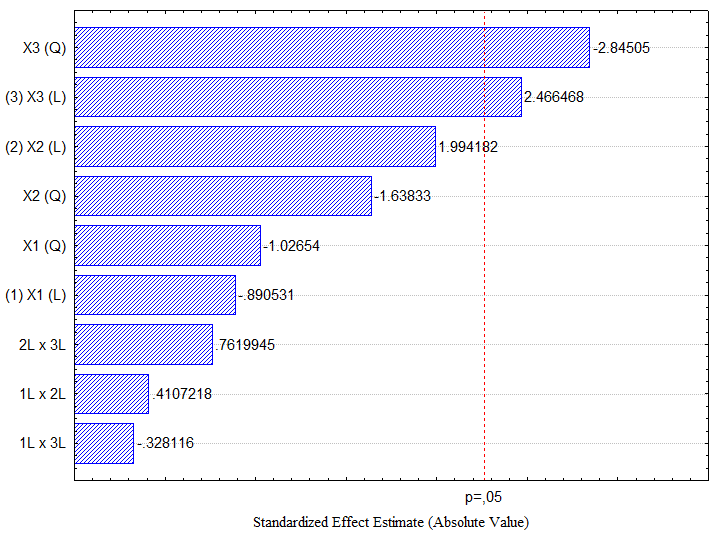 X3 (Q) -2.84505
(3) X3 (L) 2.466468
(2) X2 (L) 1.994182
X2 (Q) -1.63833
X1 (Q) -1.02654
(1) X1 (L) -.890531
2L x 3L .7619945
1L x 2L .4107218
1L x 3L -.328116
p=,05
Standardized Effect Estimate (Absolute Value)